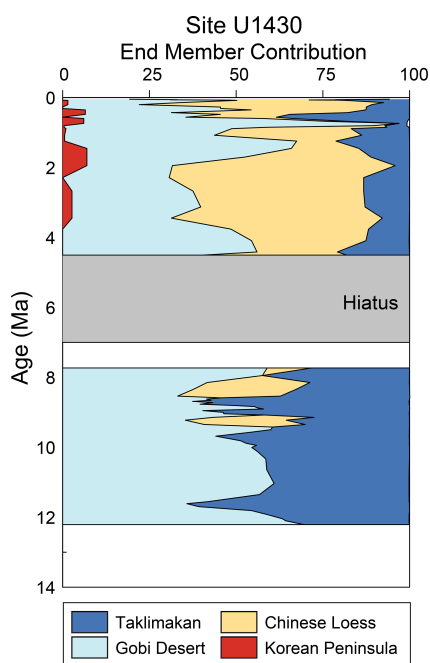 Site U1430
End Member Contribution
0 25 50 75 100
0
2
4
6
8
10
12
14
Age (Ma)
Hiatus
Taklimakan
Chinese Loess
Gobi Desert
Korean Peninsula